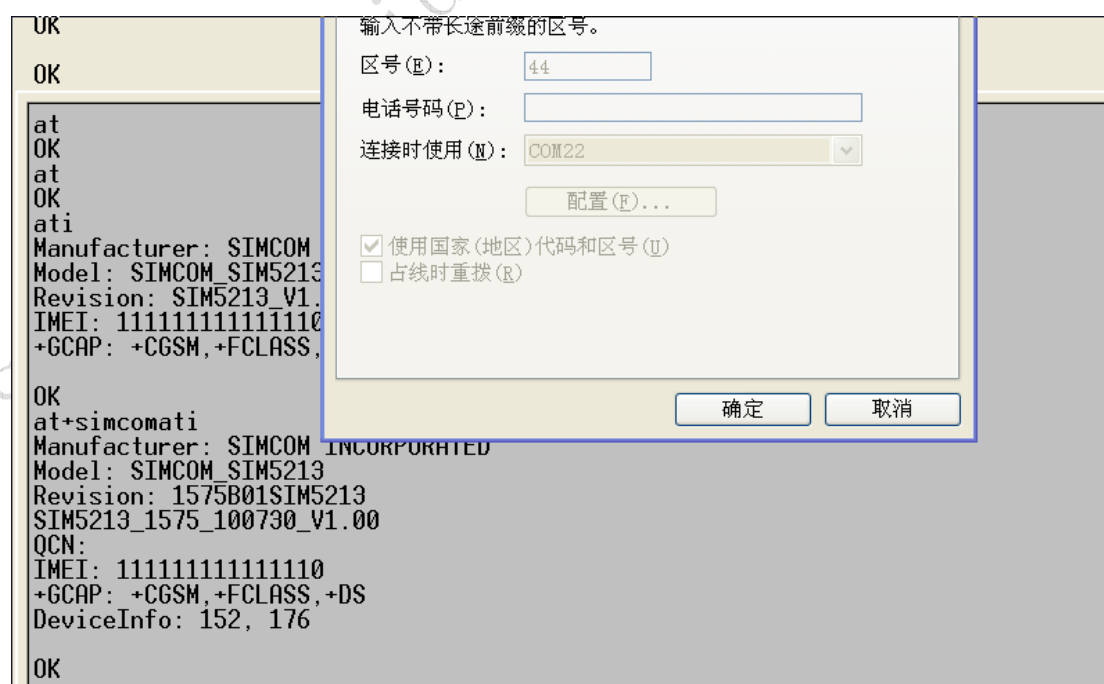 OK
OK
输入不带长途前缀的区号。
区号(E): 44
电话号码(P):
连接时使用(N): COM22
配置(F)...
使用国家(地区)代码和区号(U)
占线时重拨(R)
确定 取消
at
OK
at
OK
ati
Manufacturer: SIMCOM
Model: SIMCOM_SIM5213
Revision: SIM5213_V1.
IMEI: 111111111111110
+GCAP: +CGSM,+FCLASS,
OK
at+simcomati
Manufacturer: SIMCOM INCORPORATED
Model: SIMCOM_SIM5213
Revision: 1575B01SIM5213
SIM5213_1575_100730_V1.00
QCN:
IMEI: 111111111111110
+GCAP: +CGSM,+FCLASS,+DS
DeviceInfo: 152, 176
OK